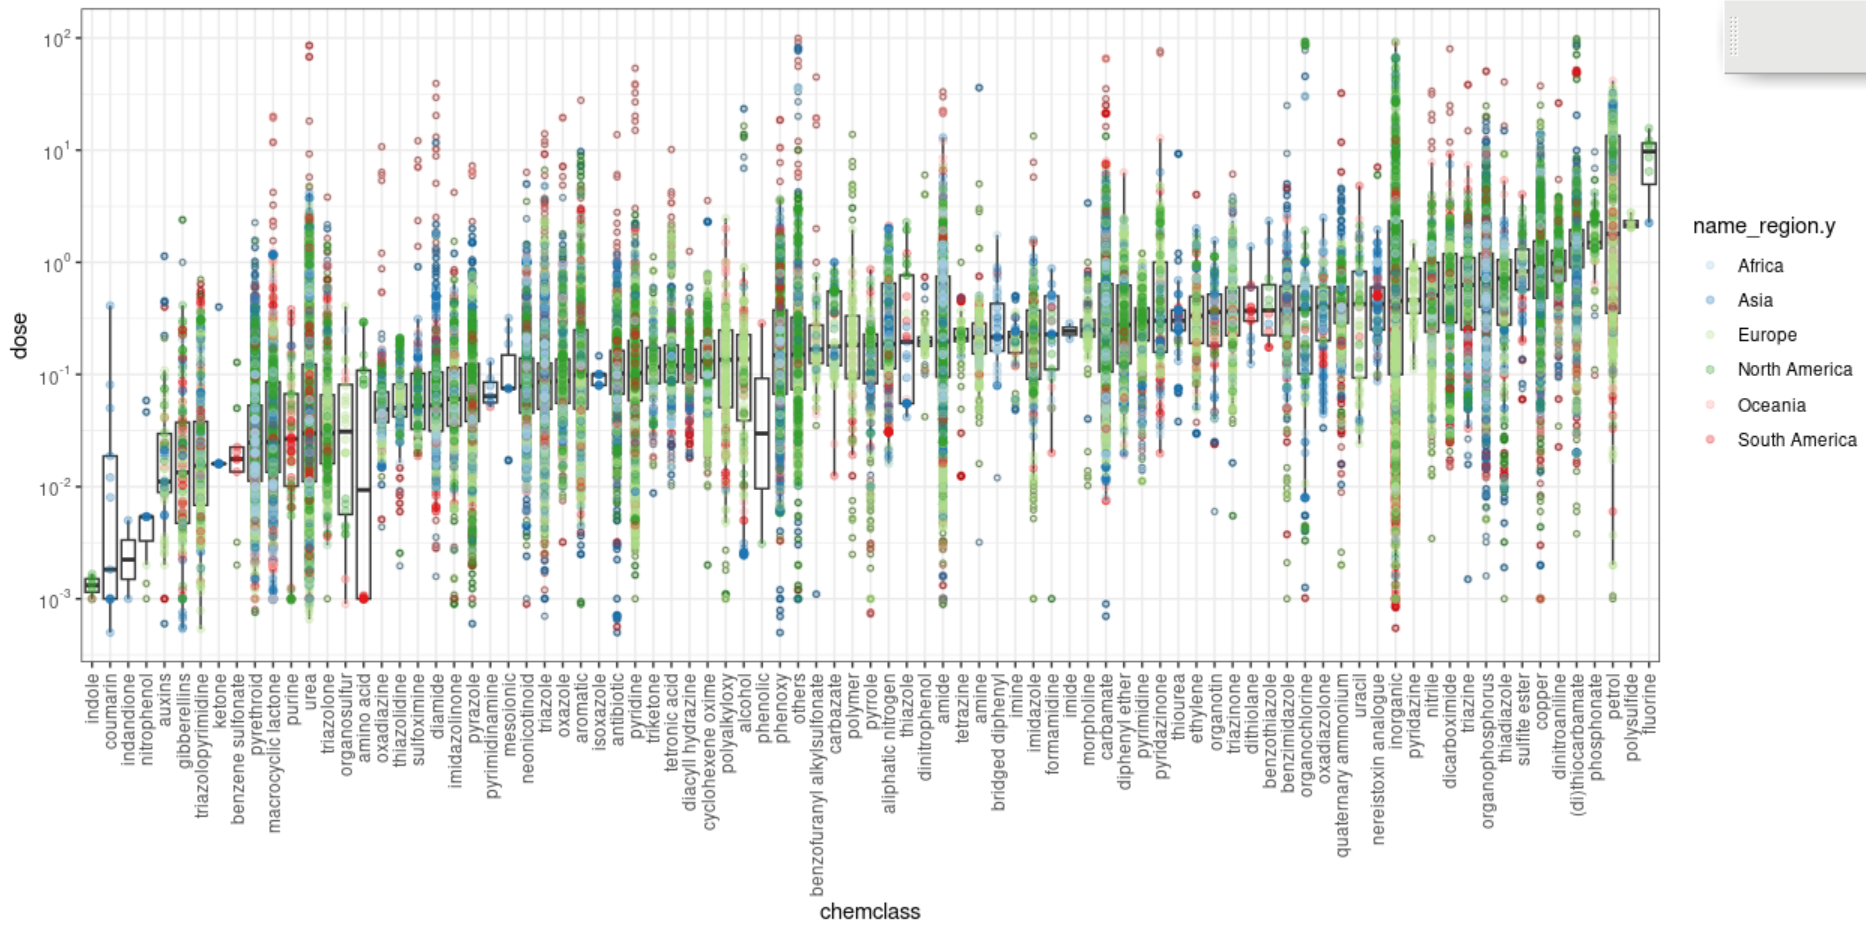 10²
10¹
10⁰
10⁻¹
10⁻²
10⁻³
dose
indole
coumarin
indandione
nitrophenol
auxins
gibberellins
triazolopyrimidine
ketone
benzene sulfonate
pyrethroid
macrocyclic lactone
purine
urea
triazolone
organosulfur
amino acid
oxadiazine
thiazolidine
sulfoximine
diamide
imidazolinone
pyrazole
pyrimidinamine
mesoionic
neonicotinoid
triazole
oxazole
aromatic
isoxazole
antibiotic
pyridine
triketone
tetronic acid
diacyll hydrazine
cyclohexene oxime
polyalkyloxy
alcohol
phenolic
phenoxy
others
benzofuranyl alkylsulfonate
carbazate
polymer
pyrrole
aliphatic nitrogen
thiazole
dinitrophenol
amide
tetrazine
amine
bridged diphenyl
imine
imidazole
formamidine
imide
morpholine
carbamate
diphenyl ether
pyrimidine
pyridazinone
thiourea
ethylene
organotin
triazinone
dithiolane
benzothiazole
benzimidazole
organochlorine
oxadiazolone
quaternary ammonium
uracil
nereistoxin analogue
inorganic
pyridazine
nitrile
dicarboximide
triazine
organophosphorus
thiadiazole
sulfite ester
copper
dinitroaniline
(di)thiocarbamate
phosphonate
petrol
polysulfide
fluorine
chemclass
name_region.y
Africa
Asia
Europe
North America
Oceania
South America